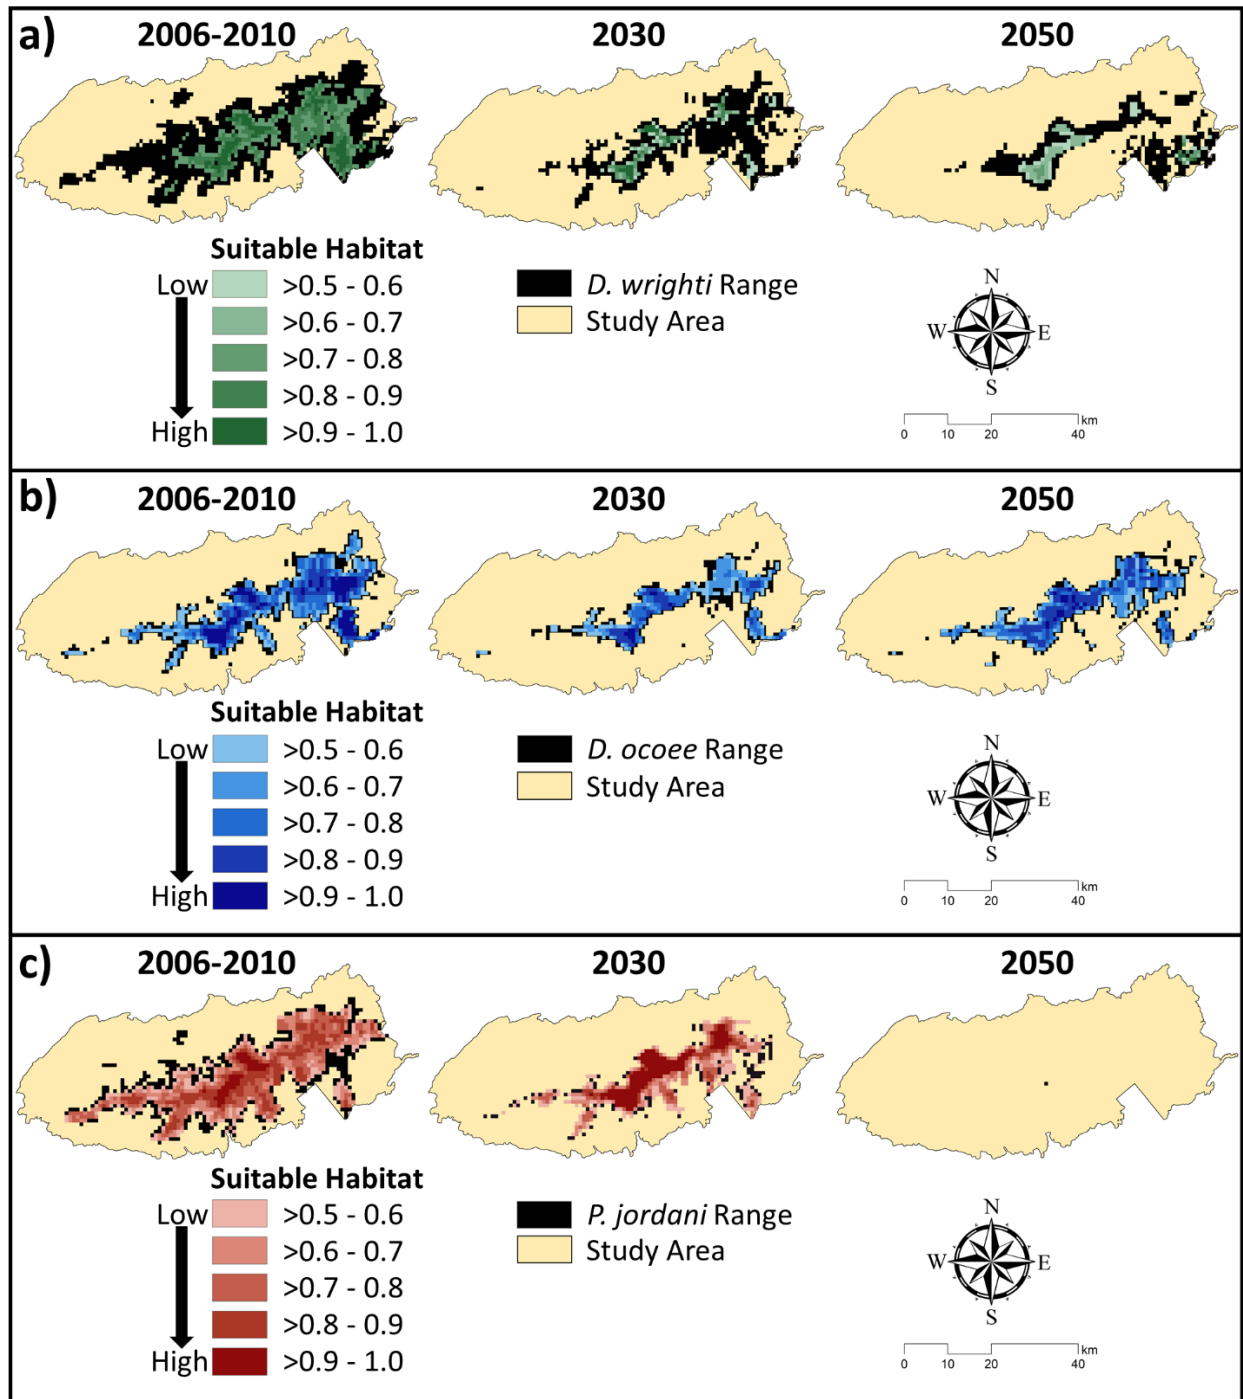 a)
2006-2010 2030 2050
Suitable Habitat
Low >0.5 - 0.6 D. wrighti Range
>0.6 - 0.7 Study Area
>0.7 - 0.8
>0.8 - 0.9
High >0.9 - 1.0
N
W E
S
km
0 10 20 40
b)
2006-2010 2030 2050
Suitable Habitat
Low >0.5 - 0.6 D. ocoee Range
>0.6 - 0.7 Study Area
>0.7 - 0.8
>0.8 - 0.9
High >0.9 - 1.0
N
W E
S
km
0 10 20 40
c)
2006-2010 2030 2050
Suitable Habitat
Low >0.5 - 0.6 P. jordani Range
>0.6 - 0.7 Study Area
>0.7 - 0.8
>0.8 - 0.9
High >0.9 - 1.0
N
W E
S
km
0 10 20 40